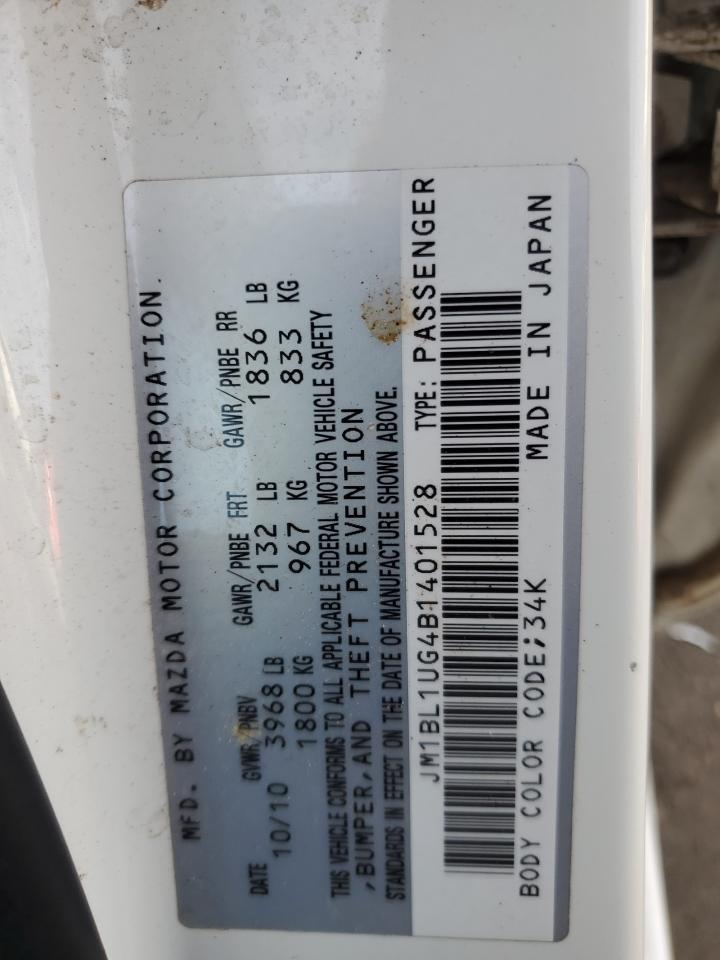 MFD. BY MAZDA MOTOR CORPORATION.
DATE GVWR/PNBV GAWR/PNBE FRT GAWR/PNBE RR
10/10 3968 LB 2132 LB 1836 LB
1800 KG 967 KG 833 KG
THIS VEHICLE CONFORMS TO ALL APPLICABLE FEDERAL MOTOR VEHICLE SAFETY
,BUMPER,AND THEFT PREVENTION
STANDARDS IN EFFECT ON THE DATE OF MANUFACTURE SHOWN ABOVE.
JM1BL1UG4B1401528 TYPE: PASSENGER
BODY COLOR CODE;34K MADE IN JAPAN